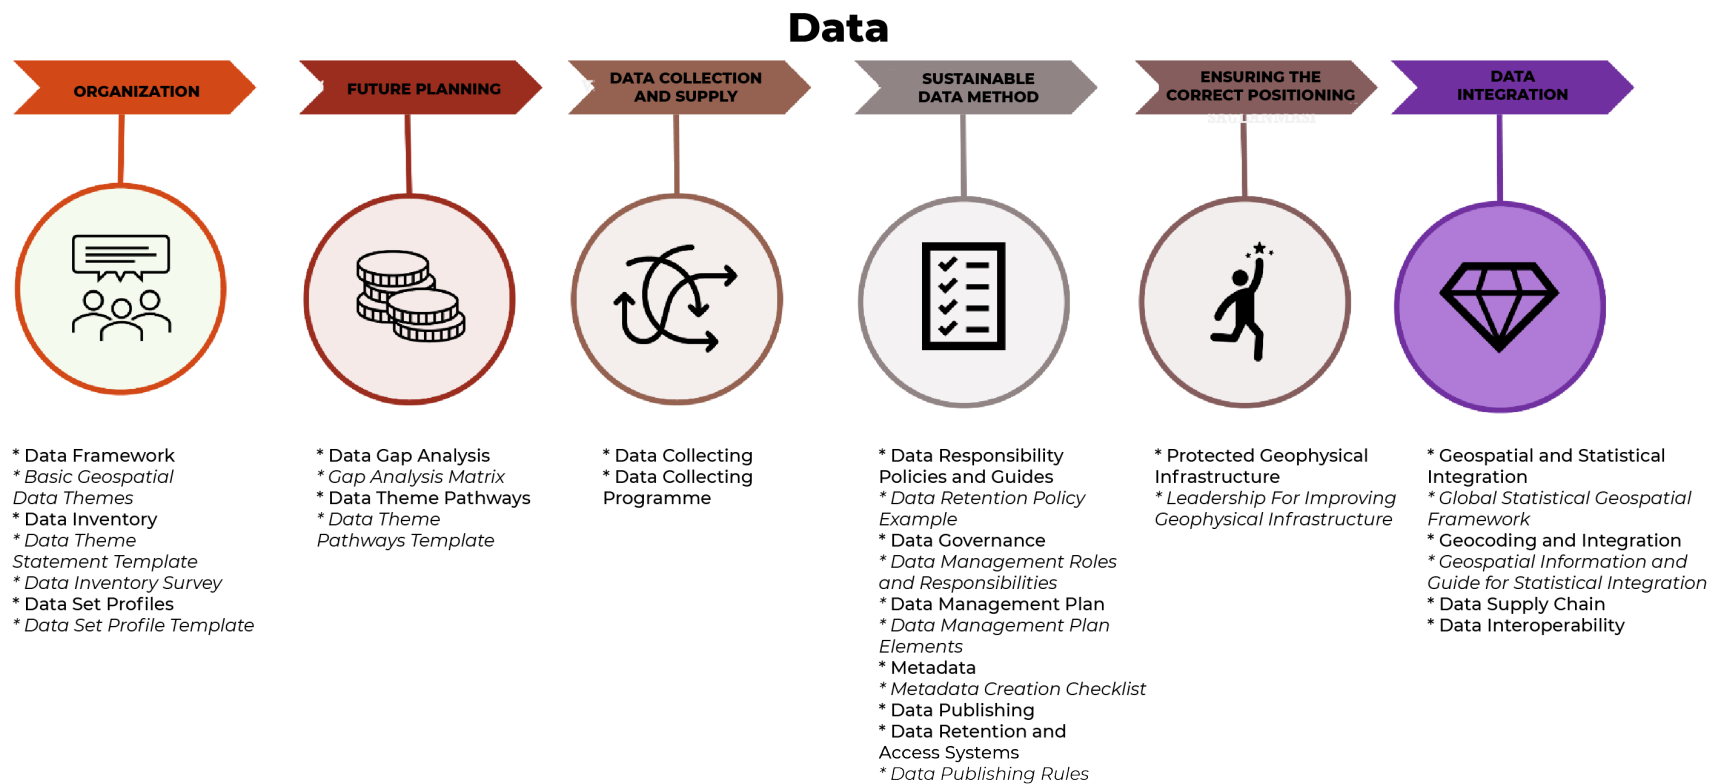 Data
ORGANIZATION
FUTURE PLANNING
DATA COLLECTION
AND SUPPLY
SUSTAINABLE
DATA METHOD
ENSURING THE
CORRECT POSITIONING
DATA
INTEGRATION
* Data Framework
* Basic Geospatial
Data Themes
* Data Inventory
* Data Theme
Statement Template
* Data Inventory Survey
* Data Set Profiles
* Data Set Profile Template
* Data Gap Analysis
* Gap Analysis Matrix
* Data Theme Pathways
* Data Theme
Pathways Template
* Data Collecting
* Data Collecting
Programme
* Data Responsibility
Policies and Guides
* Data Retention Policy
Example
* Data Governance
* Data Management Roles
and Responsibilities
* Data Management Plan
* Data Management Plan
Elements
* Metadata
* Metadata Creation Checklist
* Data Publishing
* Data Retention and
Access Systems
* Data Publishing Rules
* Protected Geophysical
Infrastructure
* Leadership For Improving
Geophysical Infrastructure
* Geospatial and Statistical
Integration
* Global Statistical Geospatial
Framework
* Geocoding and Integration
* Geospatial Information and
Guide for Statistical Integration
* Data Supply Chain
* Data Interoperability